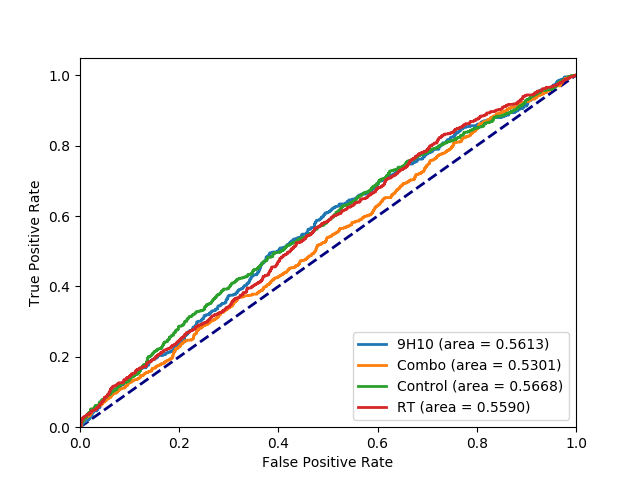 1.0
0.8
0.6
0.4
0.2
0.0
True Positive Rate
9H10 (area = 0.5613)
Combo (area = 0.5301)
Control (area = 0.5668)
RT (area = 0.5590)
0.0 0.2 0.4 0.6 0.8 1.0
False Positive Rate